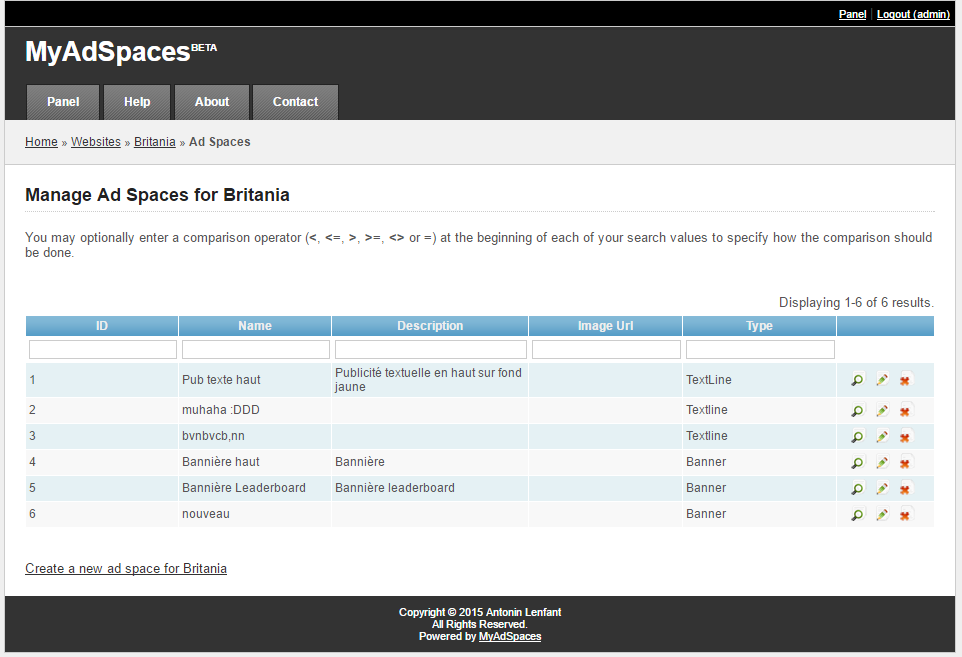 Panel | Logout (admin)
MyAdSpaces BETA
Panel Help About Contact
Home » Websites » Britania » Ad Spaces
Manage Ad Spaces for Britania
You may optionally enter a comparison operator (<, <=, >, >=, <> or =) at the beginning of each of your search values to specify how the comparison should
be done.
Displaying 1-6 of 6 results.
ID Name Description Image Url Type
1 Pub texte haut Publicité textuelle en haut sur fond
jaune TextLine
2 muhaha :DDD Textline
3 bvnbvcb,nn Textline
4 Bannière haut Bannière Banner
5 Bannière Leaderboard Bannière leaderboard Banner
6 nouveau Banner
Create a new ad space for Britania
Copyright © 2015 Antonin Lenfant
All Rights Reserved.
Powered by MyAdSpaces